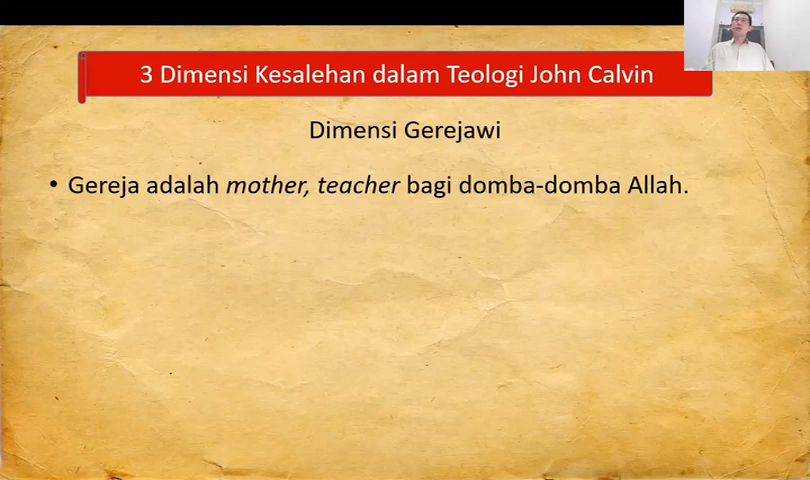 3 Dimensi Kesalehan dalam Teologi John Calvin
Dimensi Gerejawi
• Gereja adalah mother, teacher bagi domba-domba Allah.